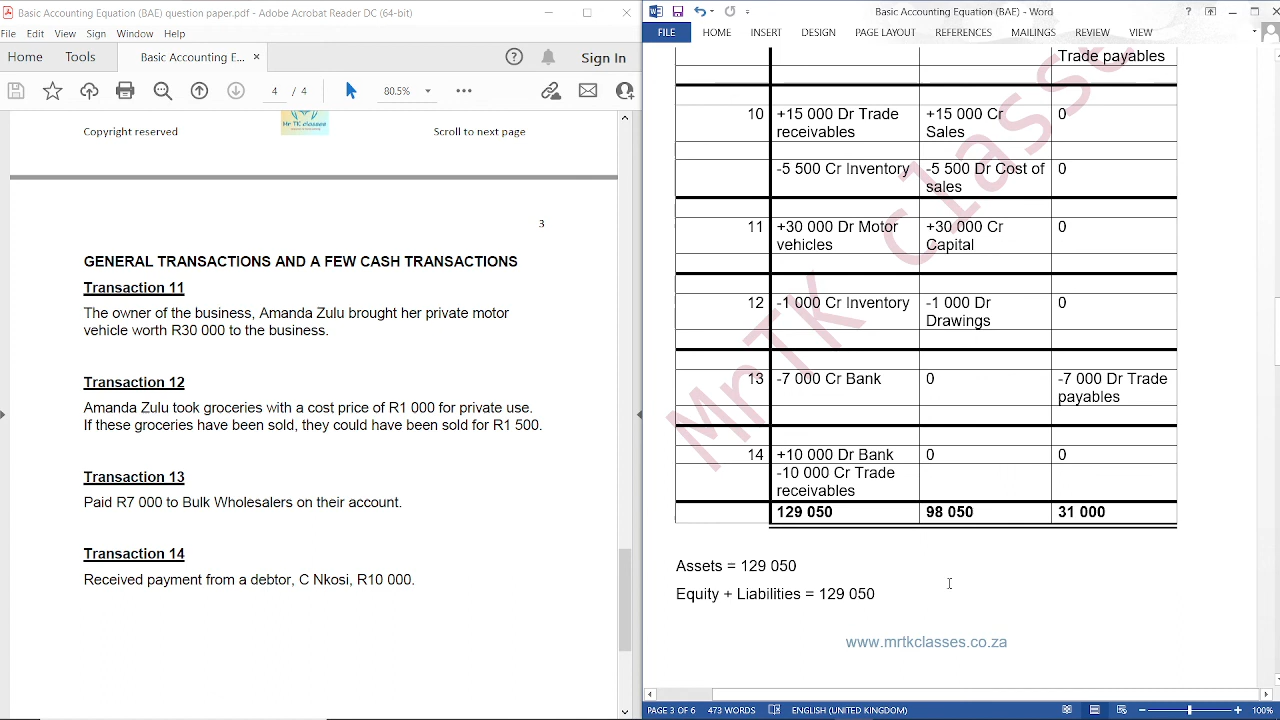 Basic Accounting Equation (BAE) question paper.pdf - Adobe Acrobat Reader DC (64-bit)
File Edit View Sign Window Help
Home Tools Basic Accounting E... × Sign In
4 / 4 80.5%
Mr TK classes
Copyright reserved Scroll to next page
3
GENERAL TRANSACTIONS AND A FEW CASH TRANSACTIONS
Transaction 11
The owner of the business, Amanda Zulu brought her private motor
vehicle worth R30 000 to the business.
Transaction 12
Amanda Zulu took groceries with a cost price of R1 000 for private use.
If these groceries have been sold, they could have been sold for R1 500.
Transaction 13
Paid R7 000 to Bulk Wholesalers on their account.
Transaction 14
Received payment from a debtor, C Nkosi, R10 000.
Basic Accounting Equation (BAE) - Word
FILE HOME INSERT DESIGN PAGE LAYOUT REFERENCES MAILINGS REVIEW VIEW
Trade payables
10 +15 000 Dr Trade +15 000 Cr 0
receivables Sales
-5 500 Cr Inventory -5 500 Dr Cost of 0
sales
11 +30 000 Dr Motor +30 000 Cr 0
vehicles Capital
12 -1 000 Cr Inventory -1 000 Dr 0
Drawings
13 -7 000 Cr Bank 0 -7 000 Dr Trade
payables
14 +10 000 Dr Bank 0 0
-10 000 Cr Trade
receivables
129 050 98 050 31 000
MrTK classe
Assets = 129 050
Equity + Liabilities = 129 050
www.mrtkclasses.co.za
PAGE 3 OF 6 473 WORDS ENGLISH (UNITED KINGDOM) 100%